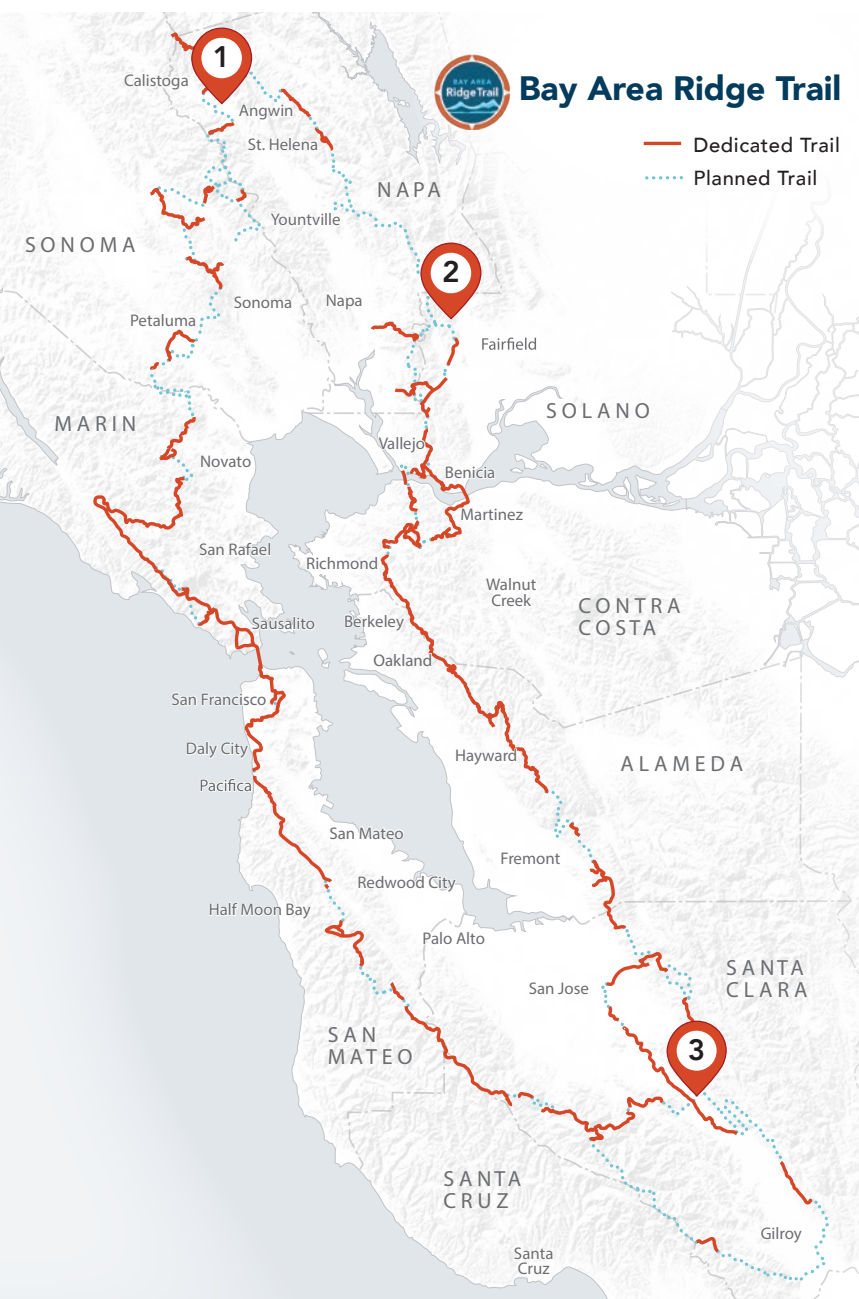 BAY AREA
RidgeTrail
Bay Area Ridge Trail
Dedicated Trail
Planned Trail
1
Calistoga
Angwin
St. Helena
NAPA
Yountville
SONOMA
2
Sonoma
Napa
Petaluma
Fairfield
SOLANO
MARIN
Vallejo
Novato
Benicia
Martinez
San Rafael
Richmond
Walnut
Creek
CONTRA
COSTA
Sausalito
Berkeley
Oakland
San Francisco
Daly City
Hayward
ALAMEDA
Pacifica
San Mateo
Fremont
Redwood City
Half Moon Bay
Palo Alto
SANTA
CLARA
San Jose
SAN
MATEO
3
SANTA
CRUZ
Gilroy
Santa
Cruz